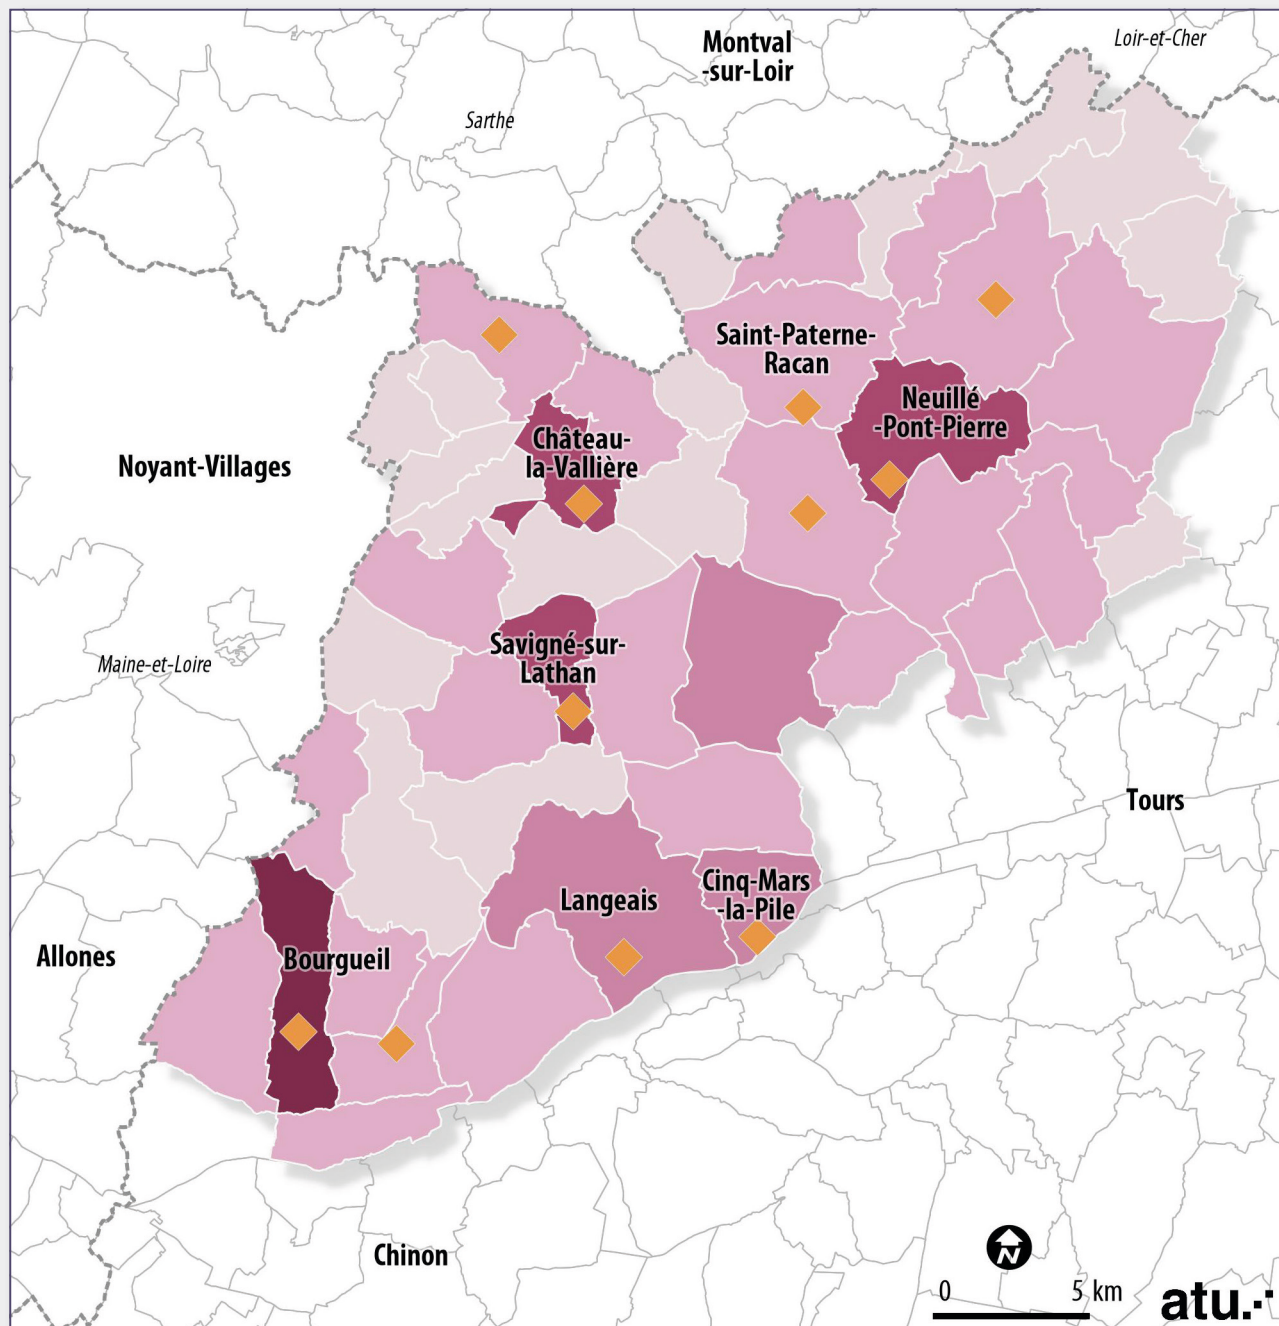 Montval
-sur-Loir
Loir-et-Cher
Sarthe
Saint-Paterne-
Racan
Neuillé
-Pont-Pierre
Château-
la-Vallière
Noyant-Villages
Savigné-sur-
Lathan
Maine-et-Loire
Tours
Cinq-Mars
-la-Pile
Langeais
Allones
Bourgueil
Chinon
N
0 5 km
atu.